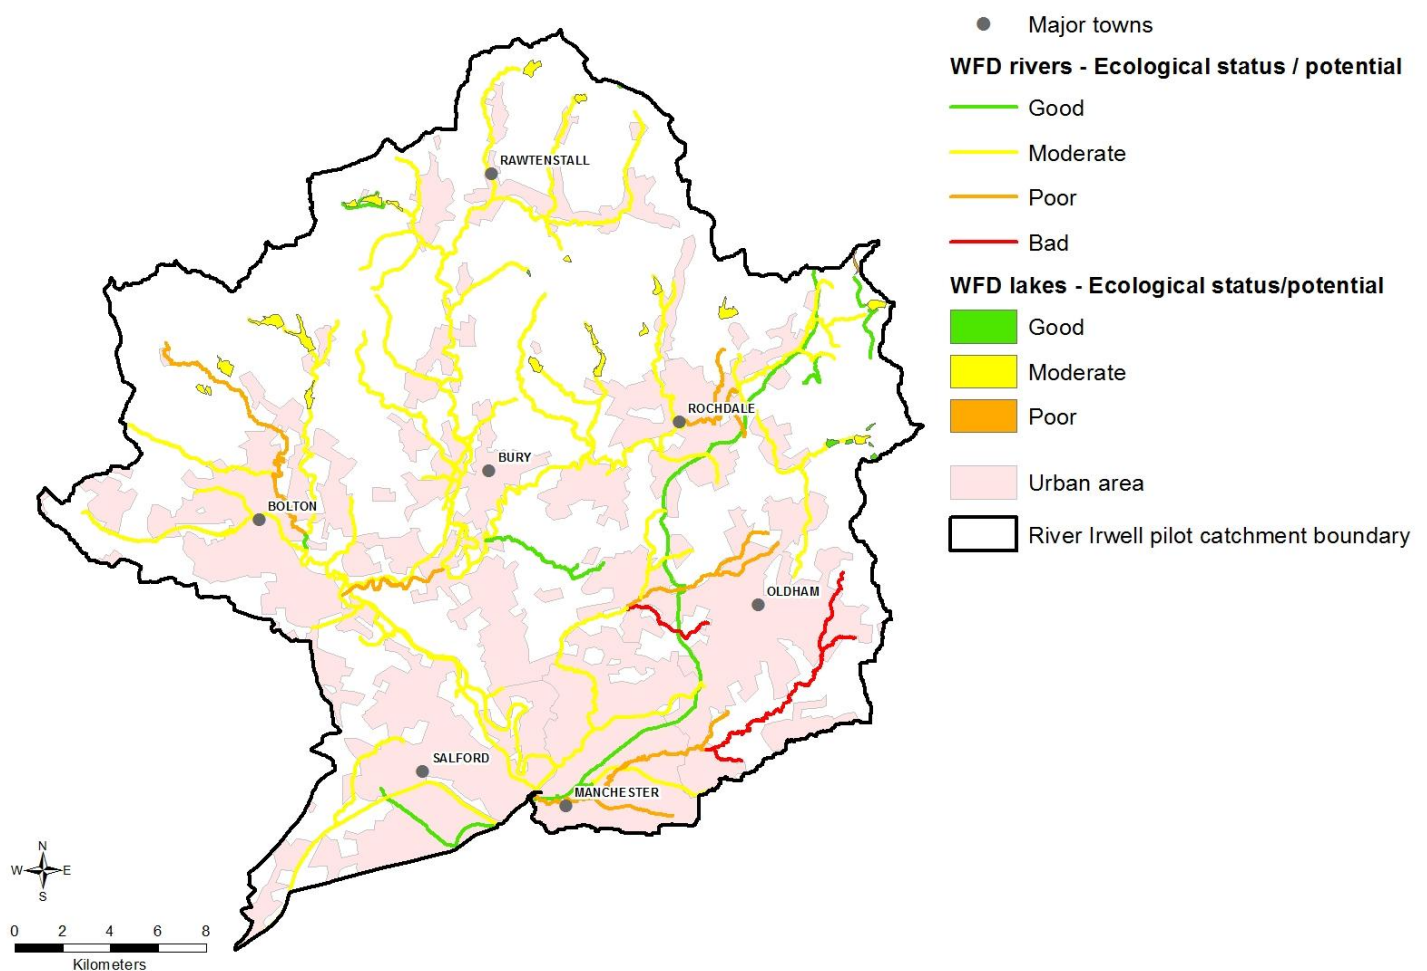 Major towns
WFD rivers - Ecological status / potential
Good
Moderate
Poor
Bad
WFD lakes - Ecological status/potential
Good
Moderate
Poor
Urban area
River Irwell pilot catchment boundary
RAWTENSTALL
ROCHDALE
BURY
BOLTON
OLDHAM
SALFORD
MANCHESTER
N
W E
S
0 2 4 6 8
Kilometers